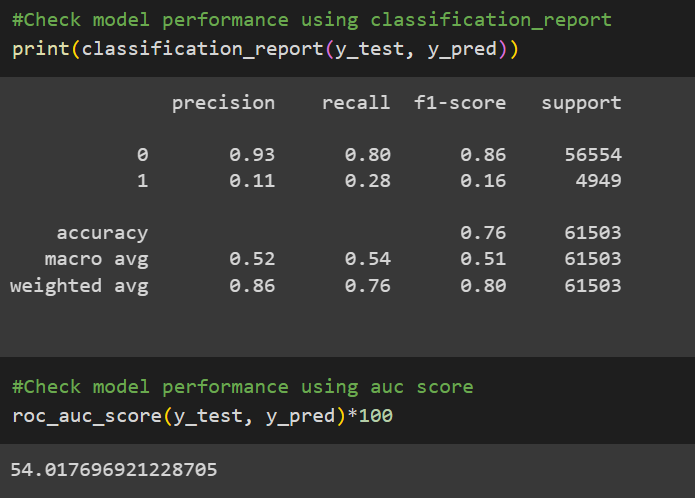 #Check model performance using classification_report
print(classification_report(y_test, y_pred))
precision recall f1-score support
0 0.93 0.80 0.86 56554
1 0.11 0.28 0.16 4949
accuracy 0.76 61503
macro avg 0.52 0.54 0.51 61503
weighted avg 0.86 0.76 0.80 61503
#Check model performance using auc score
roc_auc_score(y_test, y_pred)*100
54.017696921228705